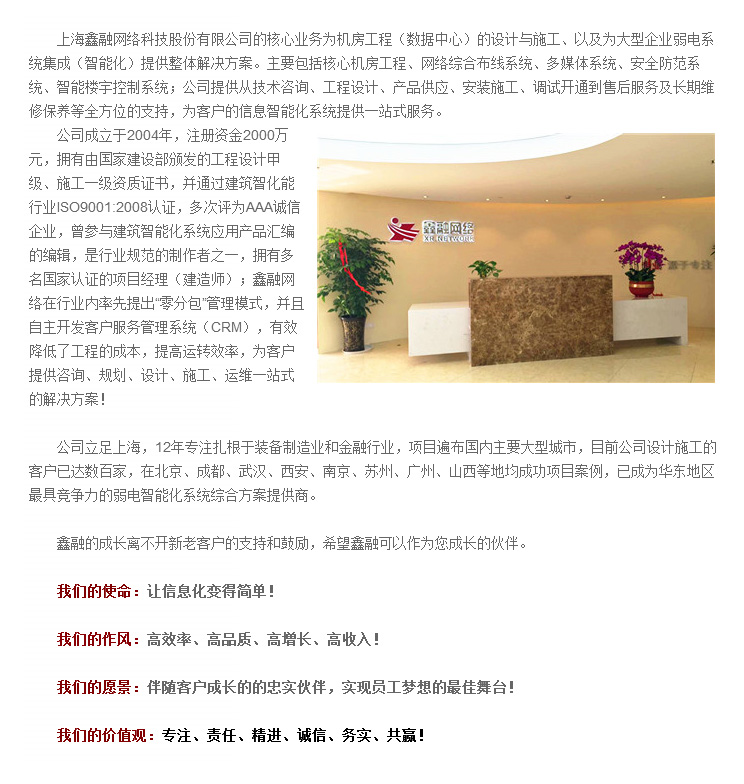 上海鑫融网络科技股份有限公司的核心业务为机房工程（数据中心）的设计与施工、以及为大型企业弱电系
统集成（智能化）提供整体解决方案。主要包括核心机房工程、网络综合布线系统、多媒体系统、安全防范系
统、智能楼宇控制系统；公司提供从技术咨询、工程设计、产品供应、安装施工、调试开通到售后服务及长期维
修保养等全方位的支持，为客户的信息智能化系统提供一站式服务。
公司成立于2004年，注册资金2000万
元，拥有由国家建设部颁发的工程设计甲
级、施工一级资质证书，并通过建筑智化能
行业ISO9001:2008认证，多次评为AAA诚信
企业，曾参与建筑智能化系统应用产品汇编
的编辑，是行业规范的制作者之一，拥有多
名国家认证的项目经理（建造师）；鑫融网
络在行业内率先提出“零分包”管理模式，并且
自主开发客户服务管理系统（CRM），有效
降低了工程的成本，提高运转效率，为客户
提供咨询、规划、设计、施工、运维一站式
的解决方案！
鑫融网络
XR NETWORK
源于专注
公司立足上海，12年专注扎根于装备制造业和金融行业，项目遍布国内主要大型城市，目前公司设计施工的
客户已达数百家，在北京、成都、武汉、西安、南京、苏州、广州、山西等地均成功项目案例，已成为华东地区
最具竞争力的弱电智能化系统综合方案提供商。
鑫融的成长离不开新老客户的支持和鼓励，希望鑫融可以作为您成长的伙伴。
我们的使命：让信息化变得简单！
我们的作风：高效率、高品质、高增长、高收入！
我们的愿景：伴随客户成长的的忠实伙伴，实现员工梦想的最佳舞台！
我们的价值观：专注、责任、精进、诚信、务实、共赢！